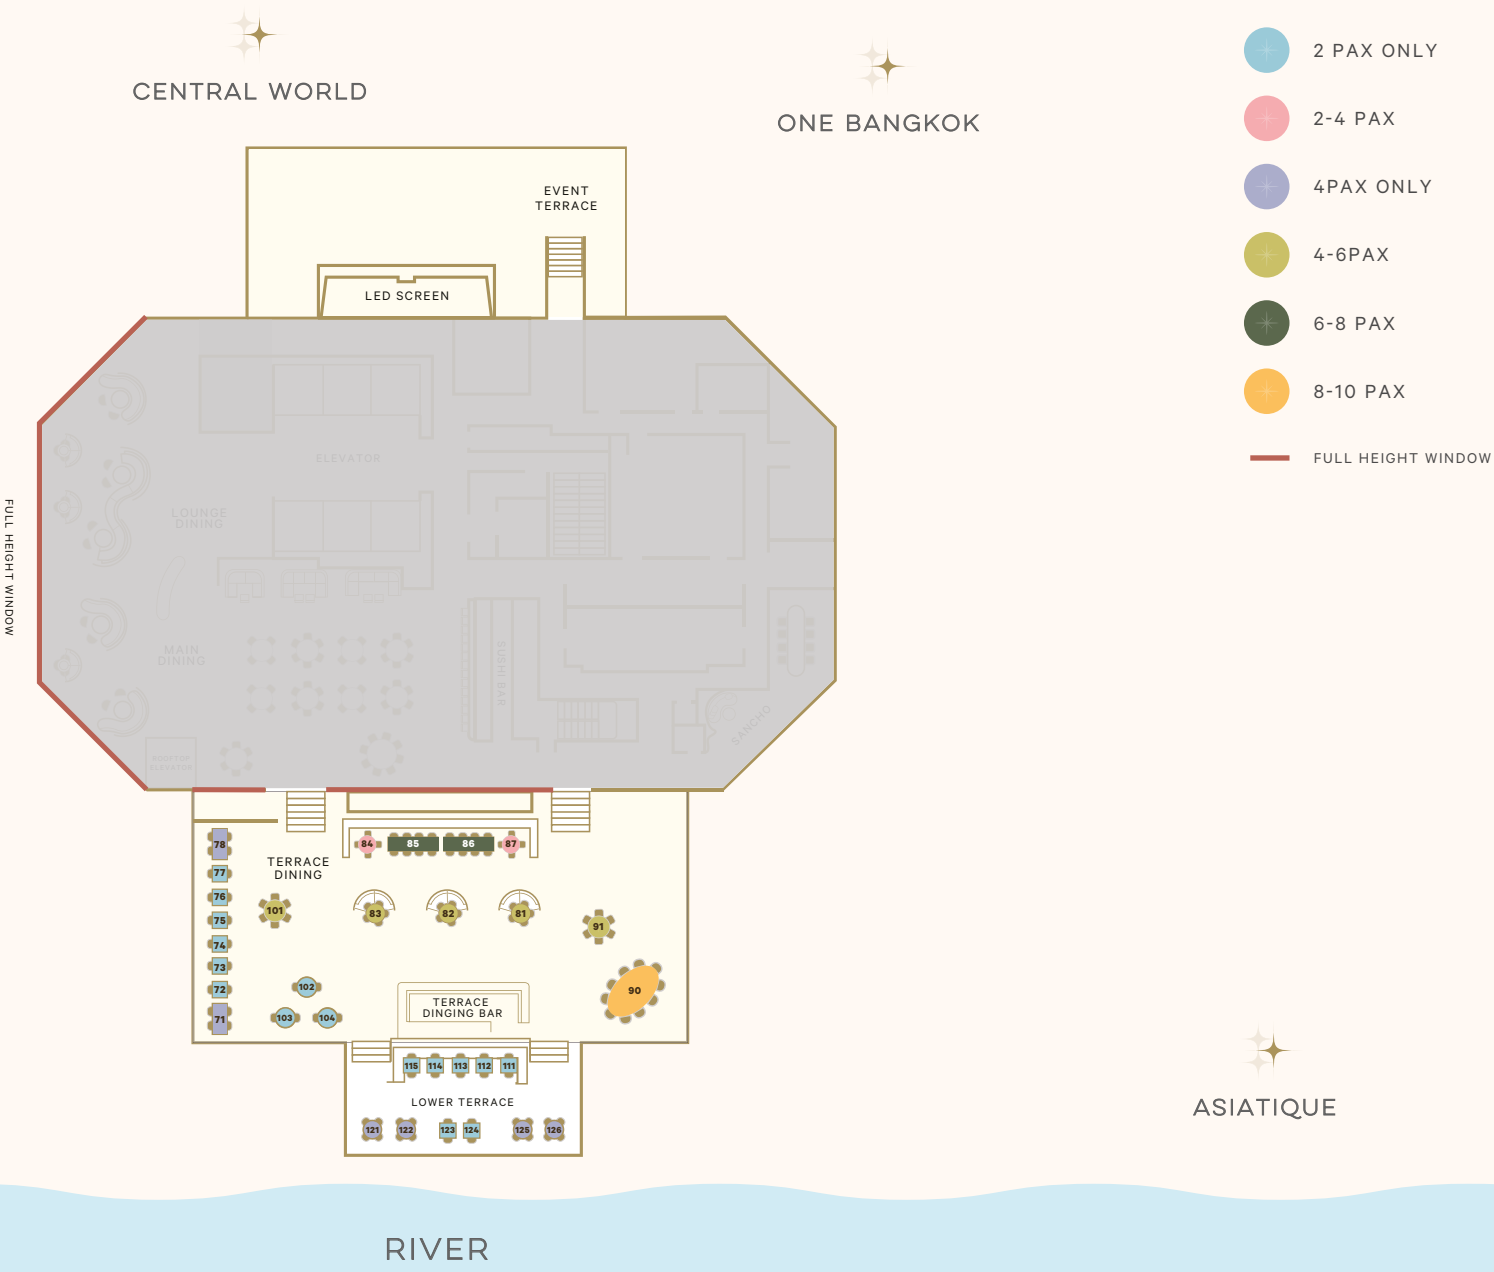 CENTRAL WORLD
ONE BANGKOK
2 PAX ONLY
2-4 PAX
4PAX ONLY
4-6PAX
6-8 PAX
8-10 PAX
FULL HEIGHT WINDOW
EVENT
TERRACE
LED SCREEN
FULL HEIGHT WINDOW
ELEVATOR
LOUNGE
DINING
MAIN
DINING
SUSHI BAR
SANCHO
ROOFTOP
ELEVATOR
TERRACE
DINING
84
85
86
87
78
77
76
75
74
73
72
71
101
83
82
81
91
90
102
103
104
TERRACE
DINGING BAR
115
114
113
112
111
LOWER TERRACE
121
122
123
124
125
126
ASIATIQUE
RIVER